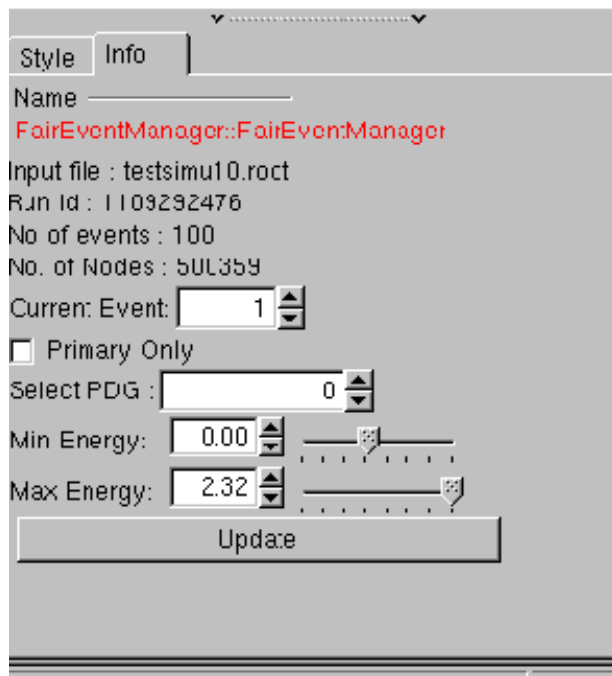 Style Info
Name
FairEventManager::FairEventManager
Input file : testsimu10.root
Run Id : 1109292476
No of events : 100
No. of Nodes : 500359
Current Event: 1
Primary Only
Select PDG : 0
Min Energy: 0.00
Max Energy: 2.32
Update